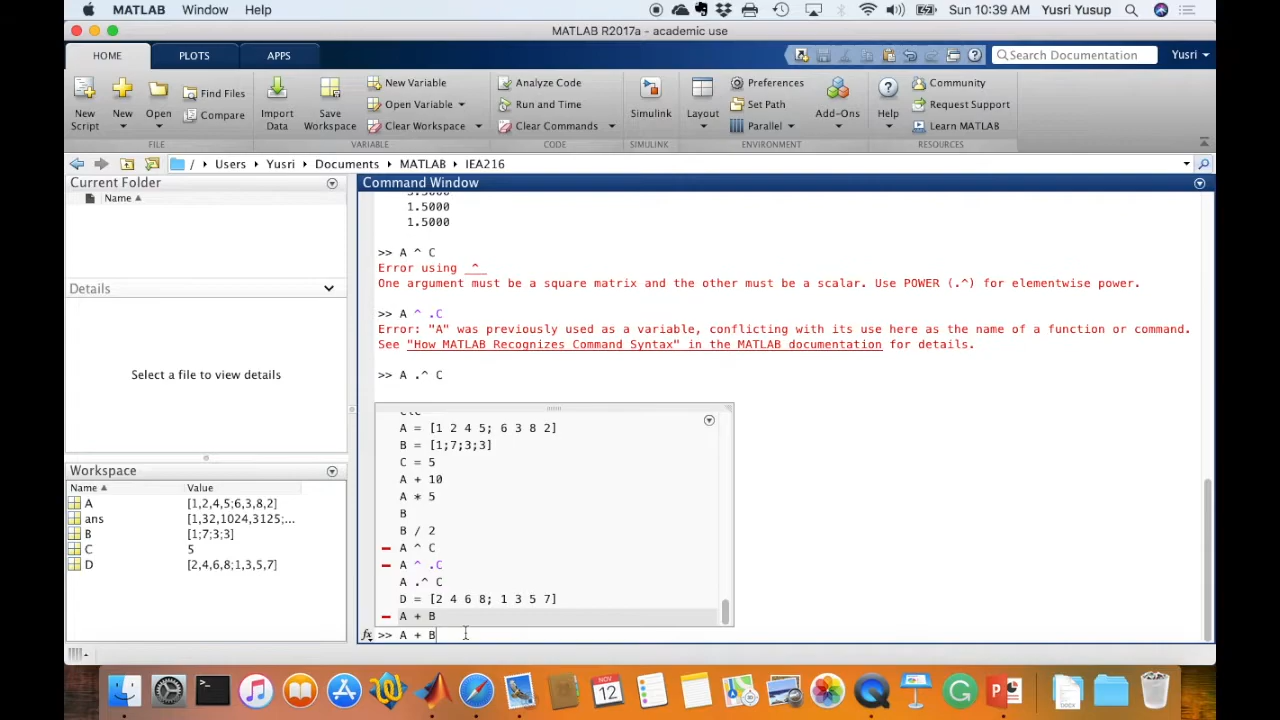 MATLAB Window Help Sun 10:39 AM Yusri Yusup
MATLAB R2017a - academic use
HOME PLOTS APPS Search Documentation Yusri
New Script New Open Find Files Compare Import Data Save Workspace New Variable Open Variable Clear Workspace Analyze Code Run and Time Clear Commands Simulink Layout Preferences Set Path Parallel Add-Ons Help Community Request Support Learn MATLAB
FILE VARIABLE CODE SIMULINK ENVIRONMENT RESOURCES
/ Users Yusri Documents MATLAB IEA216
Current Folder
Name
Details
Select a file to view details
Workspace
Name Value
A [1,2,4,5;6,3,8,2]
ans [1,32,1024,3125;...
B [1;7;3;3]
C 5
D [2,4,6,8;1,3,5,7]
Command Window
1.5000
1.5000
>> A ^ C
Error using ^
One argument must be a square matrix and the other must be a scalar. Use POWER (.^) for elementwise power.
>> A ^ .C
Error: "A" was previously used as a variable, conflicting with its use here as the name of a function or command.
See "How MATLAB Recognizes Command Syntax" in the MATLAB documentation for details.
>> A .^ C
clc
A = [1 2 4 5; 6 3 8 2]
B = [1;7;3;3]
C = 5
A + 10
A * 5
B
B / 2
A ^ C
A ^ .C
A .^ C
D = [2 4 6 8; 1 3 5 7]
A + B
fx >> A + B
NOV
12
DOCX